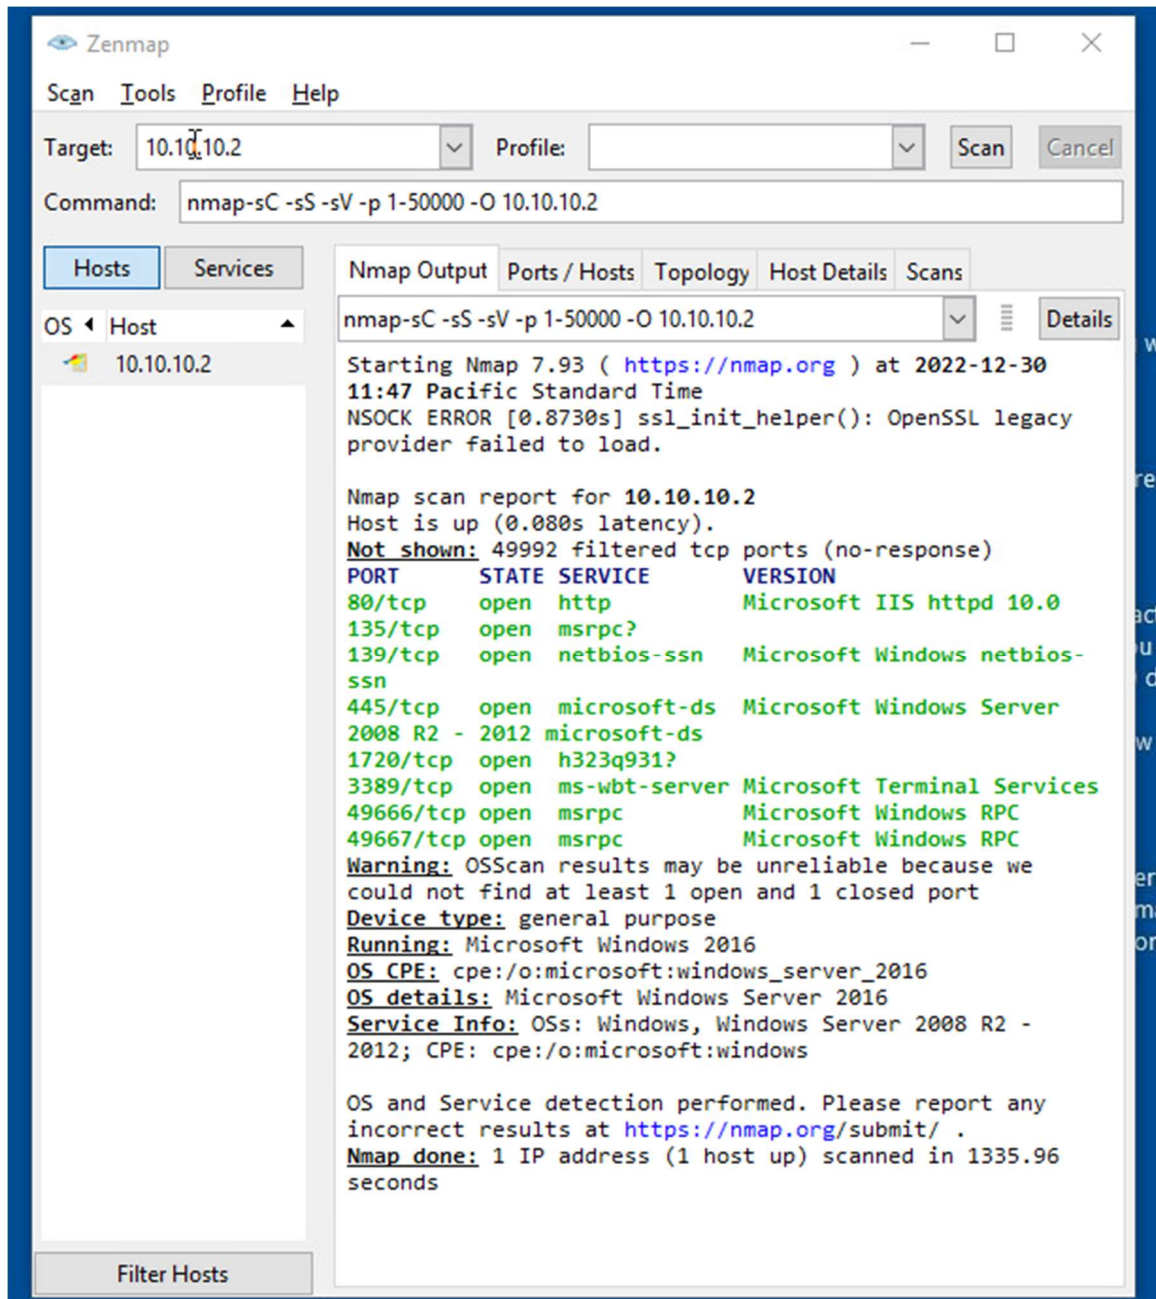 Zenmap
Scan Tools Profile Help
Target: 10.10.10.2 Profile: Scan Cancel
Command: nmap-sC -sS -sV -p 1-50000 -O 10.10.10.2
Hosts Services
OS Host
10.10.10.2
Filter Hosts
Nmap Output Ports / Hosts Topology Host Details Scans
nmap-sC -sS -sV -p 1-50000 -O 10.10.10.2 Details
Starting Nmap 7.93 ( https://nmap.org ) at 2022-12-30
11:47 Pacific Standard Time
NSOCK ERROR [0.8730s] ssl_init_helper(): OpenSSL legacy
provider failed to load.
Nmap scan report for 10.10.10.2
Host is up (0.080s latency).
Not shown: 49992 filtered tcp ports (no-response)
PORT STATE SERVICE VERSION
80/tcp open http Microsoft IIS httpd 10.0
135/tcp open msrpc?
139/tcp open netbios-ssn Microsoft Windows netbios-
ssn
445/tcp open microsoft-ds Microsoft Windows Server
2008 R2 - 2012 microsoft-ds
1720/tcp open h323q931?
3389/tcp open ms-wbt-server Microsoft Terminal Services
49666/tcp open msrpc Microsoft Windows RPC
49667/tcp open msrpc Microsoft Windows RPC
Warning: OSScan results may be unreliable because we
could not find at least 1 open and 1 closed port
Device type: general purpose
Running: Microsoft Windows 2016
OS CPE: cpe:/o:microsoft:windows_server_2016
OS details: Microsoft Windows Server 2016
Service Info: OSs: Windows, Windows Server 2008 R2 -
2012; CPE: cpe:/o:microsoft:windows
OS and Service detection performed. Please report any
incorrect results at https://nmap.org/submit/ .
Nmap done: 1 IP address (1 host up) scanned in 1335.96
seconds